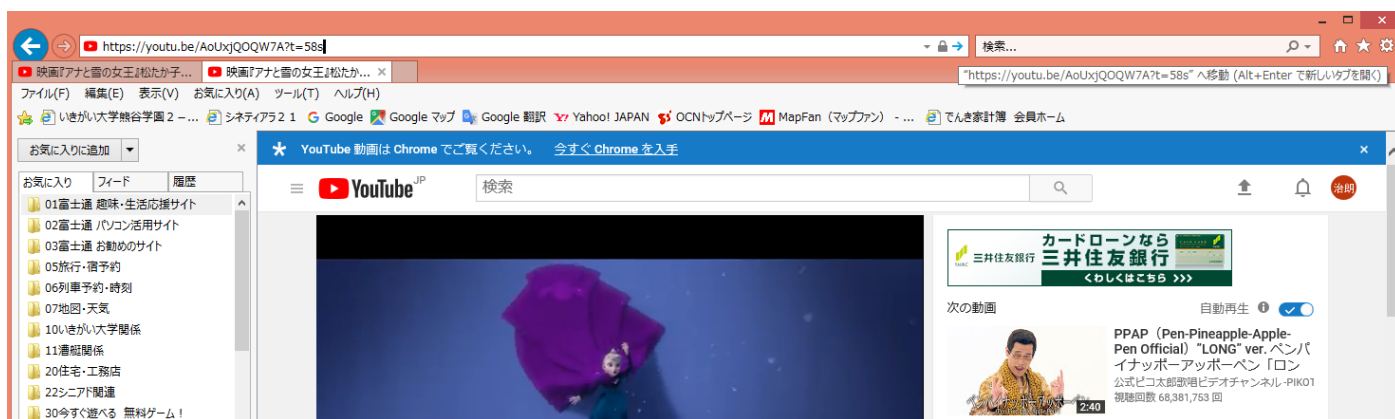 https://youtu.be/AoUxjQOQW7A?t=58s
検索...
映画『アナと雪の女王』松たか子...
映画『アナと雪の女王』松たか...
"https://youtu.be/AoUxjQOQW7A?t=58s" へ移動 (Alt+Enter で新しいタブを開く)
ファイル(F) 編集(E) 表示(V) お気に入り(A) ツール(T) ヘルプ(H)
いきがい大学熊谷学園２ – ... シネティアラ２１ Google Google マップ Google 翻訳 Yahoo! JAPAN OCNトップページ MapFan（マップファン） - ... でんき家計簿 会員ホーム
お気に入りに追加
YouTube 動画は Chrome でご覧ください。 今すぐ Chrome を入手
お気に入り フィード 履歴
YouTube JP
検索
治朗
01富士通 趣味・生活応援サイト
02富士通 パソコン活用サイト
03富士通 お勧めのサイト
05旅行・宿予約
06列車予約・時刻
07地図・天気
10いきがい大学関係
11漕艇関係
20住宅・工務店
22シニアド関連
30今すぐ遊べる 無料ゲーム！
カードローンなら
三井住友銀行
三井住友銀行
くわしくはこちら >>>
次の動画
自動再生
PPAP（Pen-Pineapple-Apple-
Pen Official）"LONG" ver. ペンパ
イナッポーアッポーペン「ロン
公式ピコ太郎歌唱ビデオチャンネル -PIKOT
視聴回数 68,381,753 回
ペンパイナッポーアッポーペン
2:40